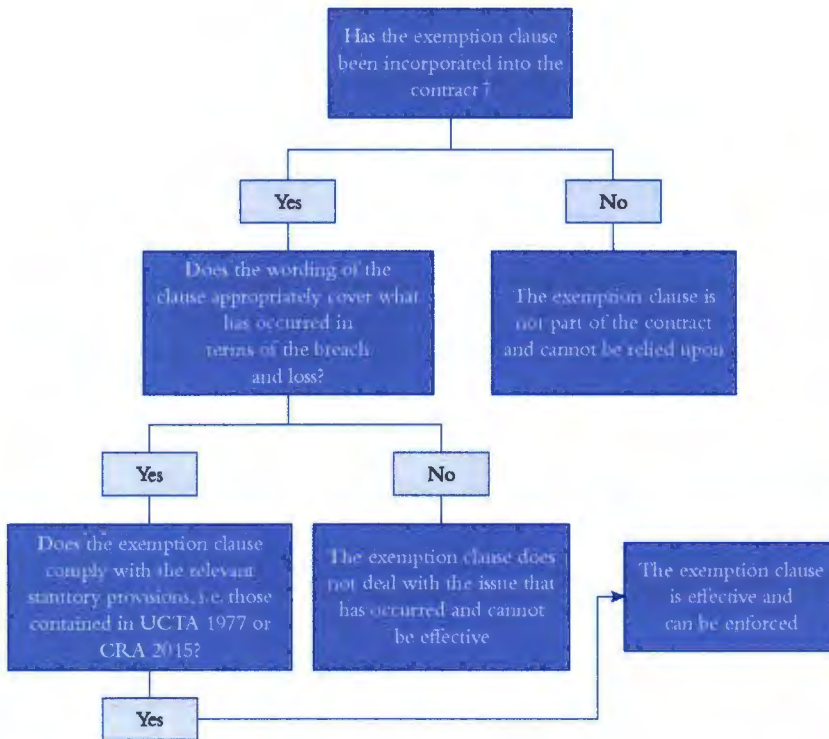 Has the exemption clause
been incorporated into the
contract ?
Yes
No
Does the wording of the
clause appropriately cover what
has occurred in
terms of the breach
and loss?
The exemption clause is
not part of the contract
and cannot be relied upon
Yes
No
Does the exemption clause
comply with the relevant
statutory provisions, i.e. those
contained in UCTA 1977 or
CRA 2015?
The exemption clause does
not deal with the issue that
has occurred and cannot
be effective
The exemption clause
is effective and
can be enforced
Yes